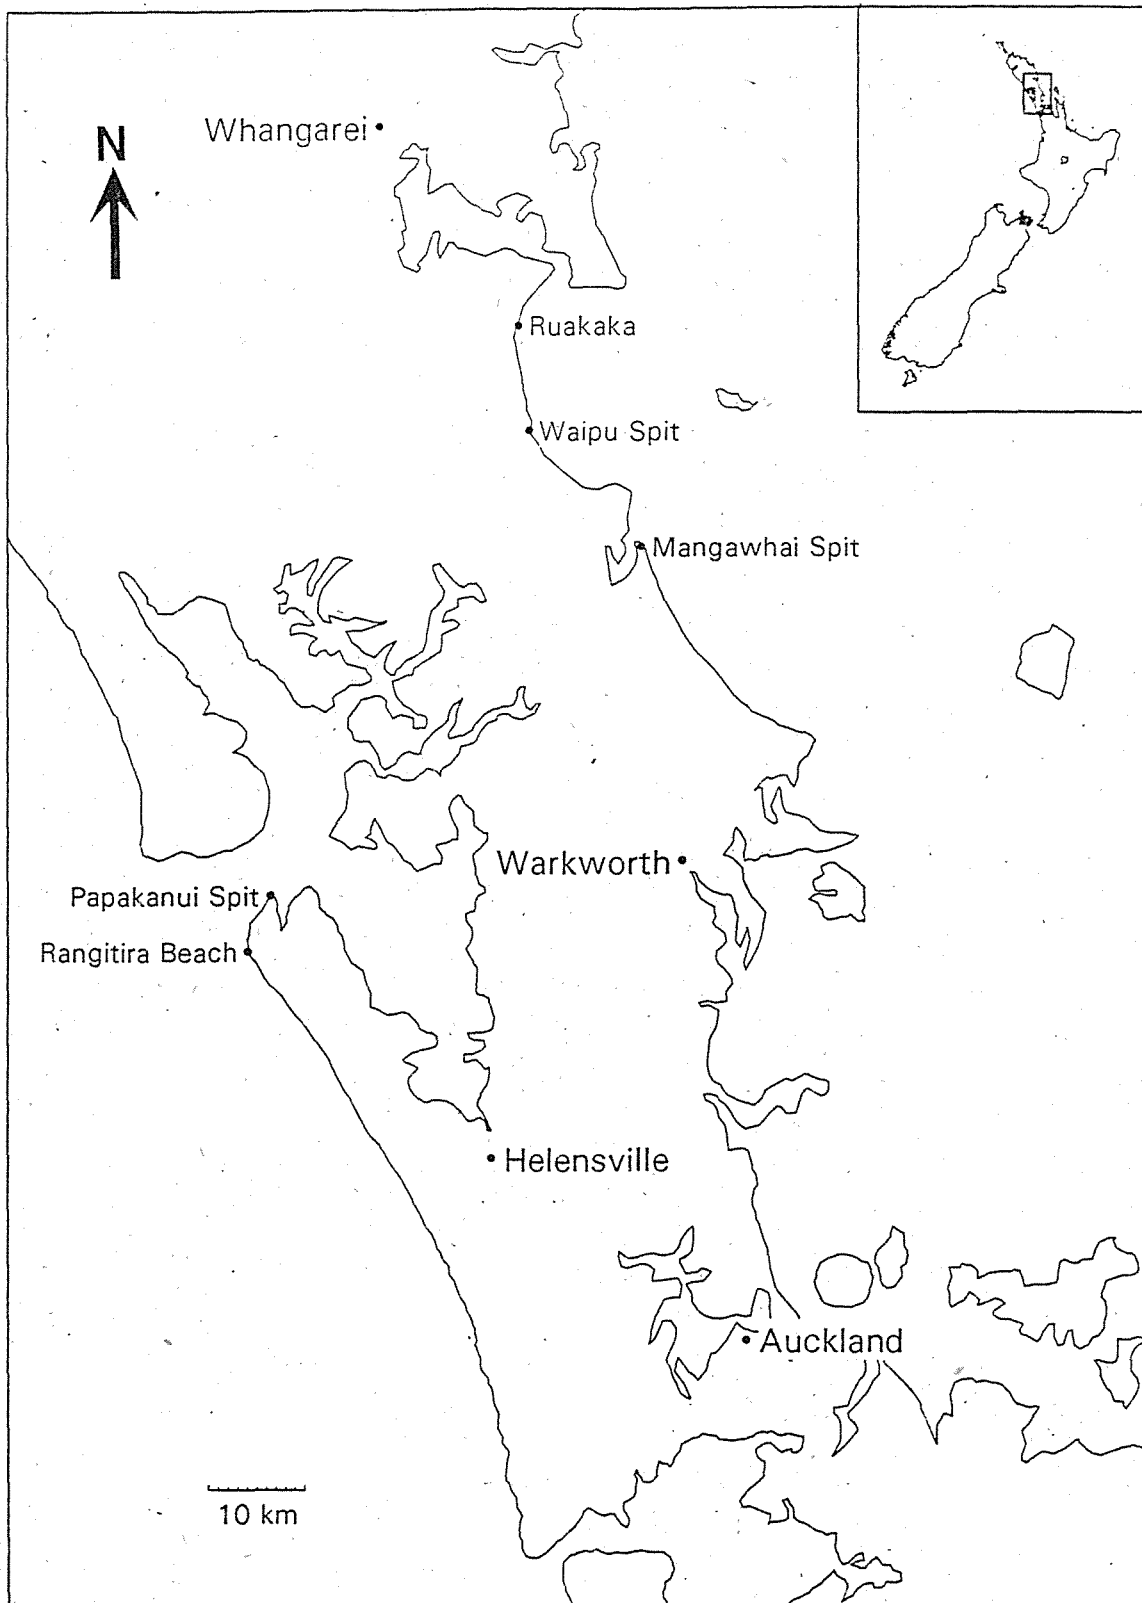 N
Whangarei
Ruakaka
Waipu Spit
Mangawhai Spit
Warkworth
Papakanui Spit
Rangitira Beach
Helensville
Auckland
10 km